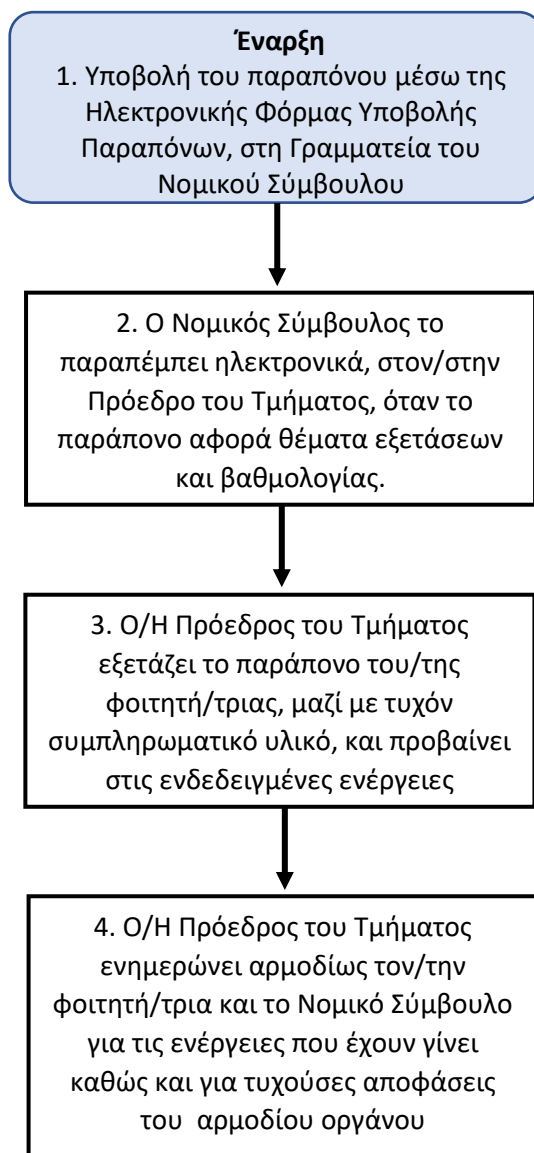 Έναρξη
1. Υποβολή του παραπόνου μέσω της
Ηλεκτρονικής Φόρμας Υποβολής
Παραπόνων, στη Γραμματεία του
Νομικού Σύμβουλου
2. Ο Νομικός Σύμβουλος το
παραπέμπει ηλεκτρονικά, στον/στην
Πρόεδρο του Τμήματος, όταν το
παράπονο αφορά θέματα εξετάσεων
και βαθμολογίας.
3. Ο/Η Πρόεδρος του Τμήματος
εξετάζει το παράπονο του/της
φοιτητή/τριας, μαζί με τυχόν
συμπληρωματικό υλικό, και προβαίνει
στις ενδεδειγμένες ενέργειες
4. Ο/Η Πρόεδρος του Τμήματος
ενημερώνει αρμοδίως τον/την
φοιτητή/τρια και το Νομικό Σύμβουλο
για τις ενέργειες που έχουν γίνει
καθώς και για τυχούσες αποφάσεις
του αρμοδίου οργάνου